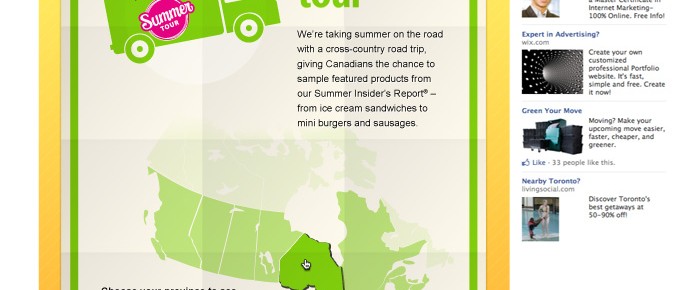 tour
Summer
TOUR
We're taking summer on the road
with a cross-country road trip,
giving Canadians the chance to
sample featured products from
our Summer Insider's Report® –
from ice cream sandwiches to
mini burgers and sausages.
a Master Certificate in
Internet Marketing–
100% Online. Free Info!
Expert in Advertising?
wix.com
Create your own
customized
professional Portfolio
website. It's fast,
simple and free. Create
it now!
Green Your Move
Moving? Make your
upcoming move easier,
faster, cheaper, and
greener.
Like · 33 people like this.
Nearby Toronto?
livingsocial.com
Discover Toronto's
best getaways at
50–90% off!
Choose your province to see